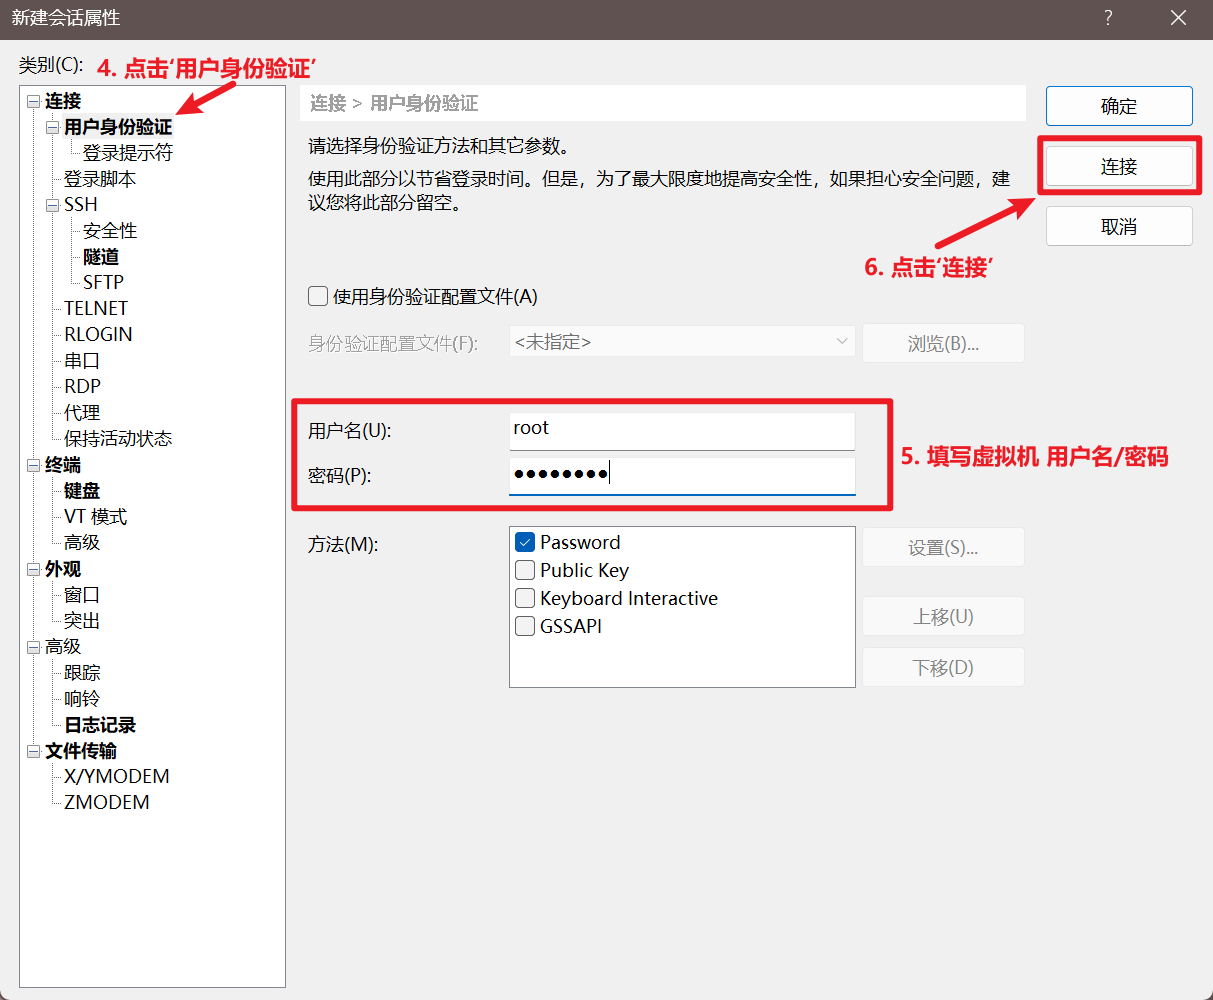 新建会话属性
?
类别(C):
4. 点击‘用户身份验证’
连接
用户身份验证
登录提示符
登录脚本
SSH
安全性
隧道
SFTP
TELNET
RLOGIN
串口
RDP
代理
保持活动状态
终端
键盘
VT 模式
高级
外观
窗口
突出
高级
跟踪
响铃
日志记录
文件传输
X/YMODEM
ZMODEM
连接 > 用户身份验证
请选择身份验证方法和其它参数。
使用此部分以节省登录时间。但是，为了最大限度地提高安全性，如果担心安全问题，建
议您将此部分留空。
使用身份验证配置文件(A)
身份验证配置文件(F):
<未指定>
浏览(B)...
用户名(U):
root
密码(P):
●●●●●●●●
5. 填写虚拟机 用户名/密码
方法(M):
Password
Public Key
Keyboard Interactive
GSSAPI
设置(S)...
上移(U)
下移(D)
确定
连接
取消
6. 点击‘连接’